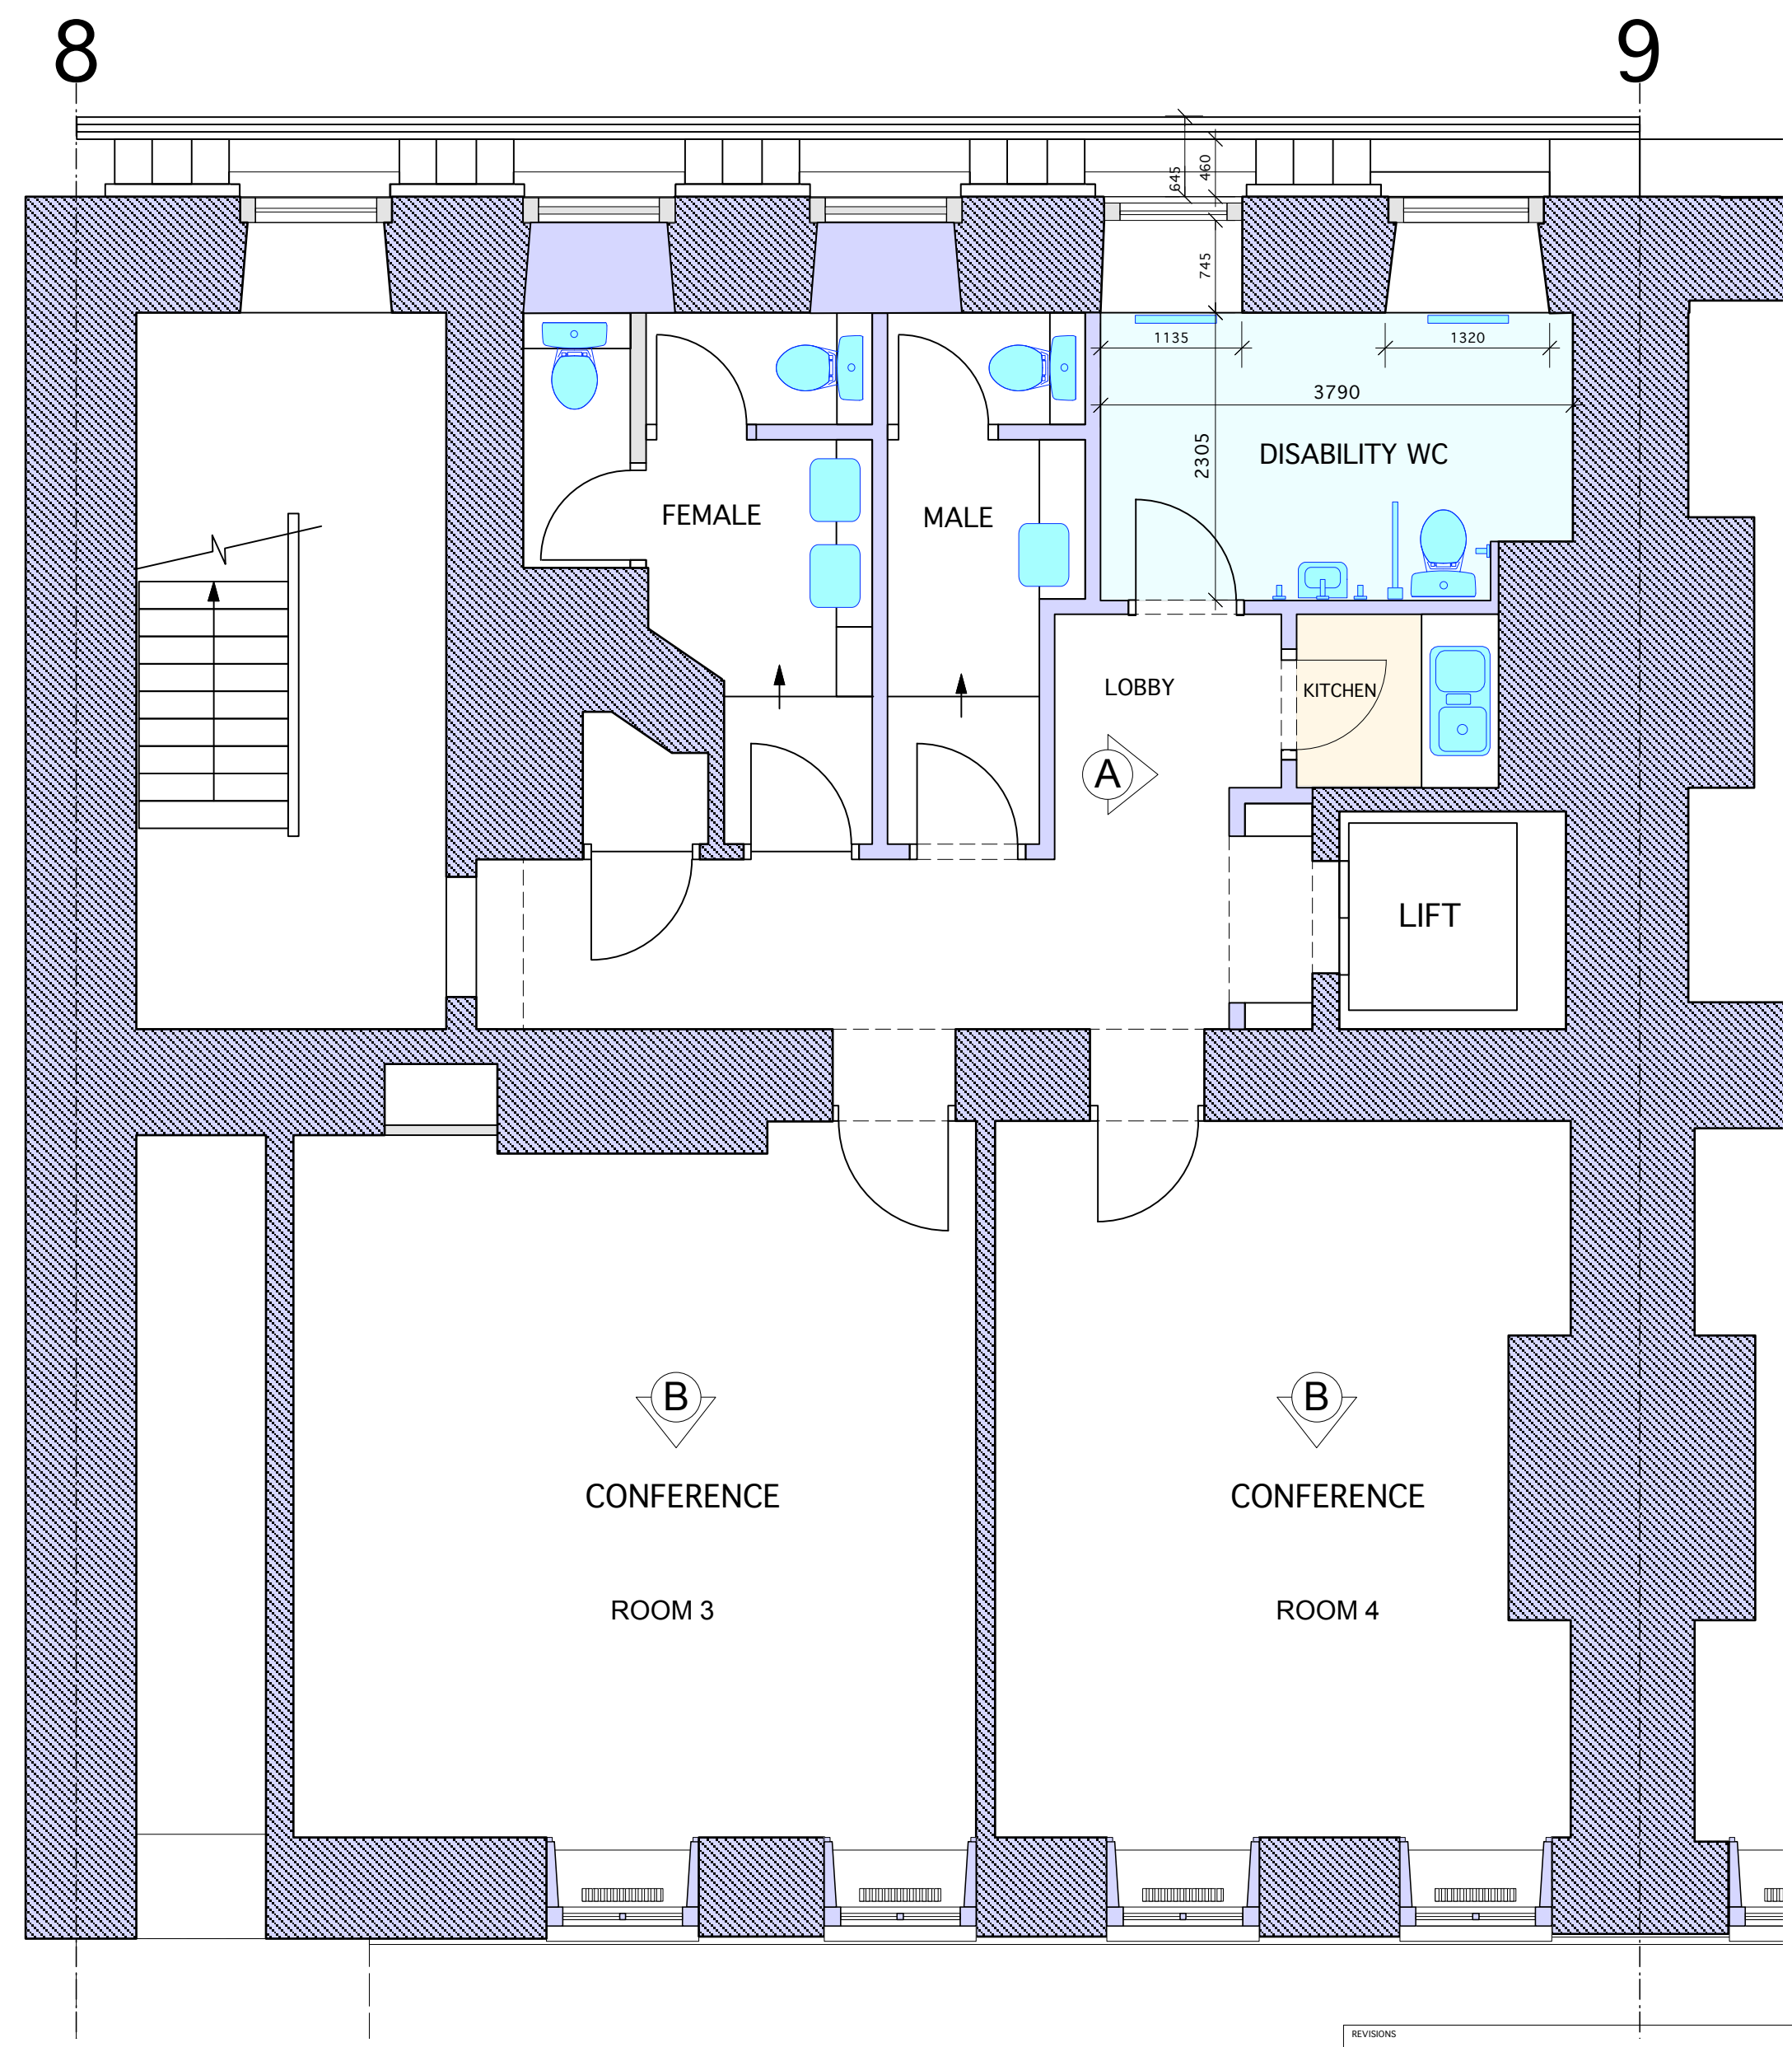 8
9
645
460
745
1135
1320
3790
2305
DISABILITY WC
FEMALE
MALE
LOBBY
KITCHEN
A
LIFT
B
B
CONFERENCE
CONFERENCE
ROOM 3
ROOM 4
REVISIONS